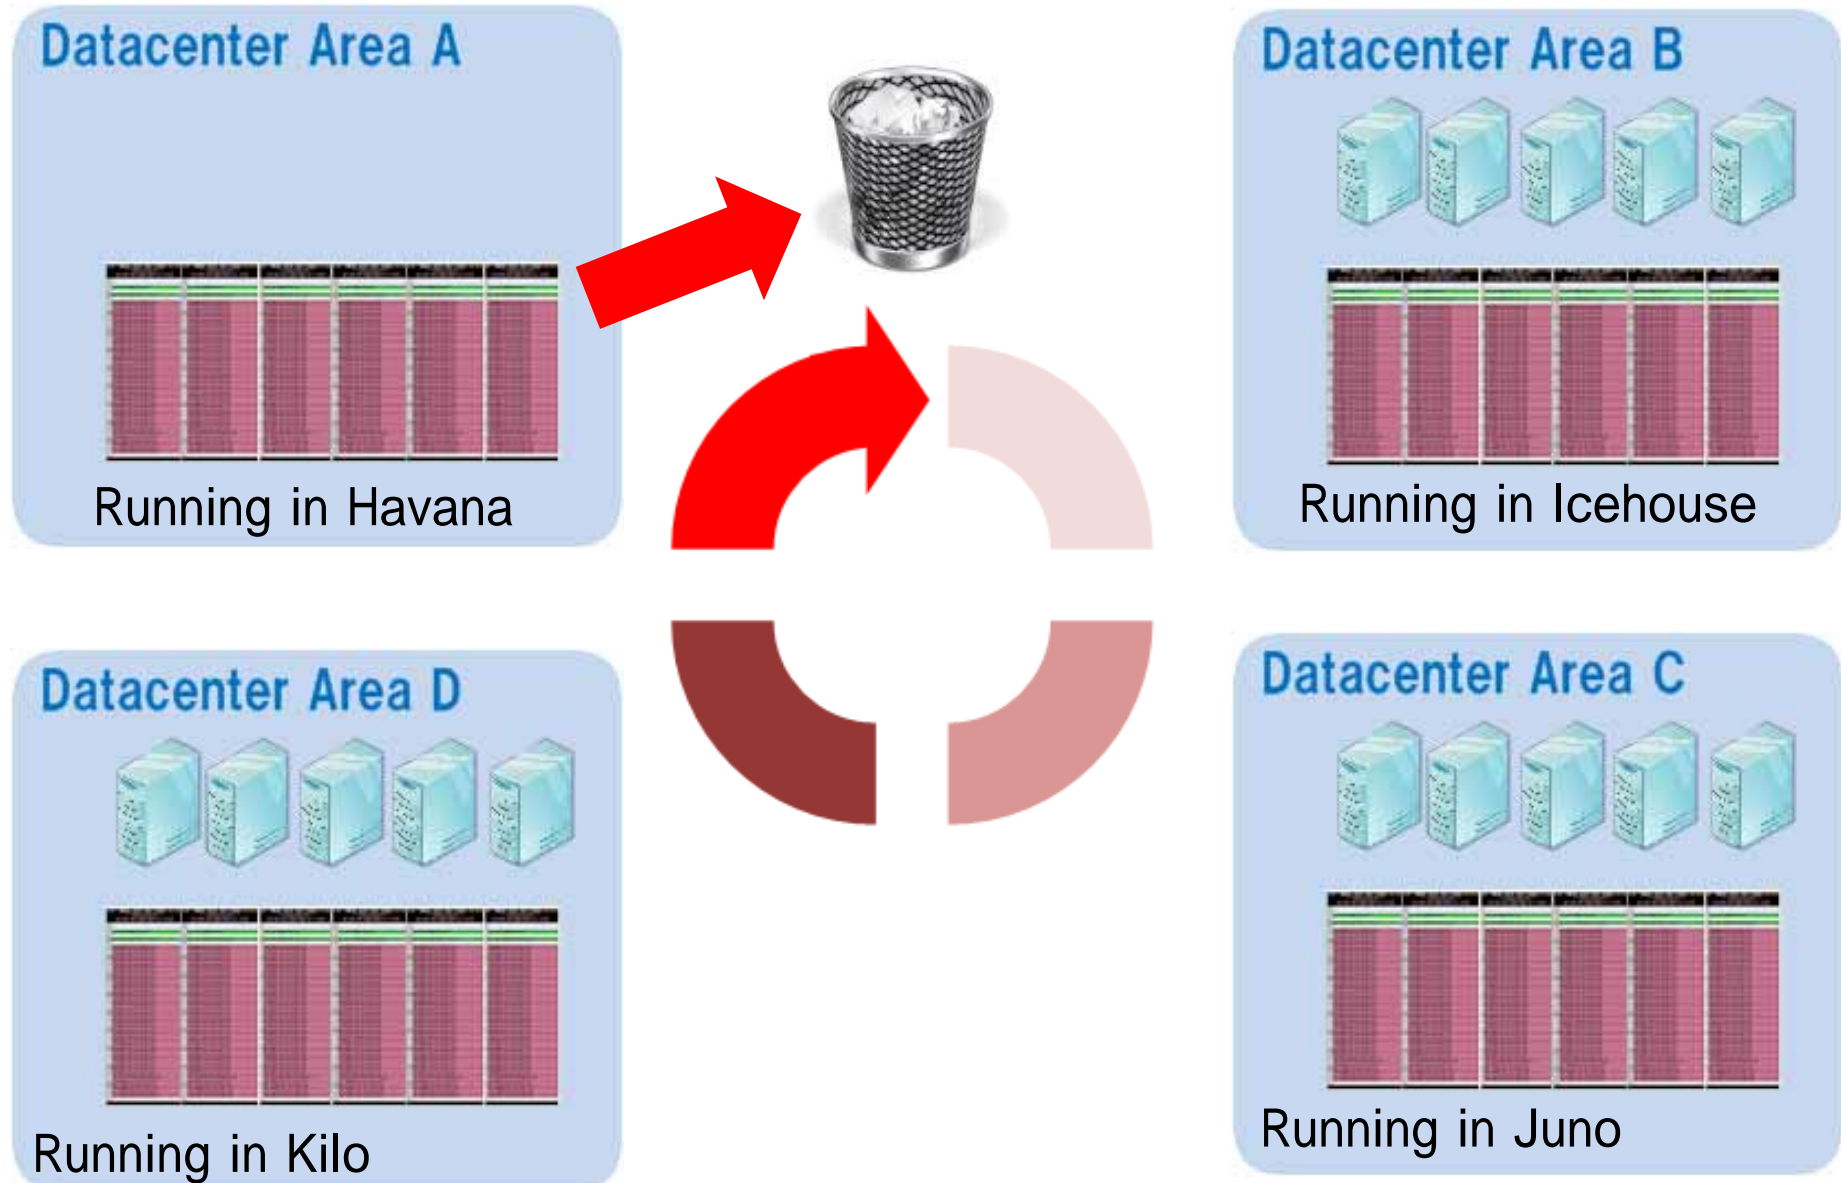 Datacenter Area A
Running in Havana
Datacenter Area B
Running in Icehouse
Datacenter Area D
Running in Kilo
Datacenter Area C
Running in Juno